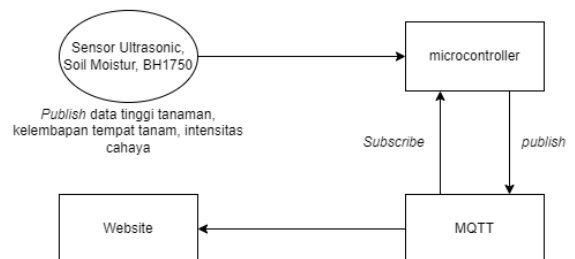 Sensor Ultrasonic,
Soil Moistur, BH1750
microcontroller
Publish data tinggi tanaman,
kelembapan tempat tanam, intensitas
cahaya
Subscribe
publish
Website
MQTT